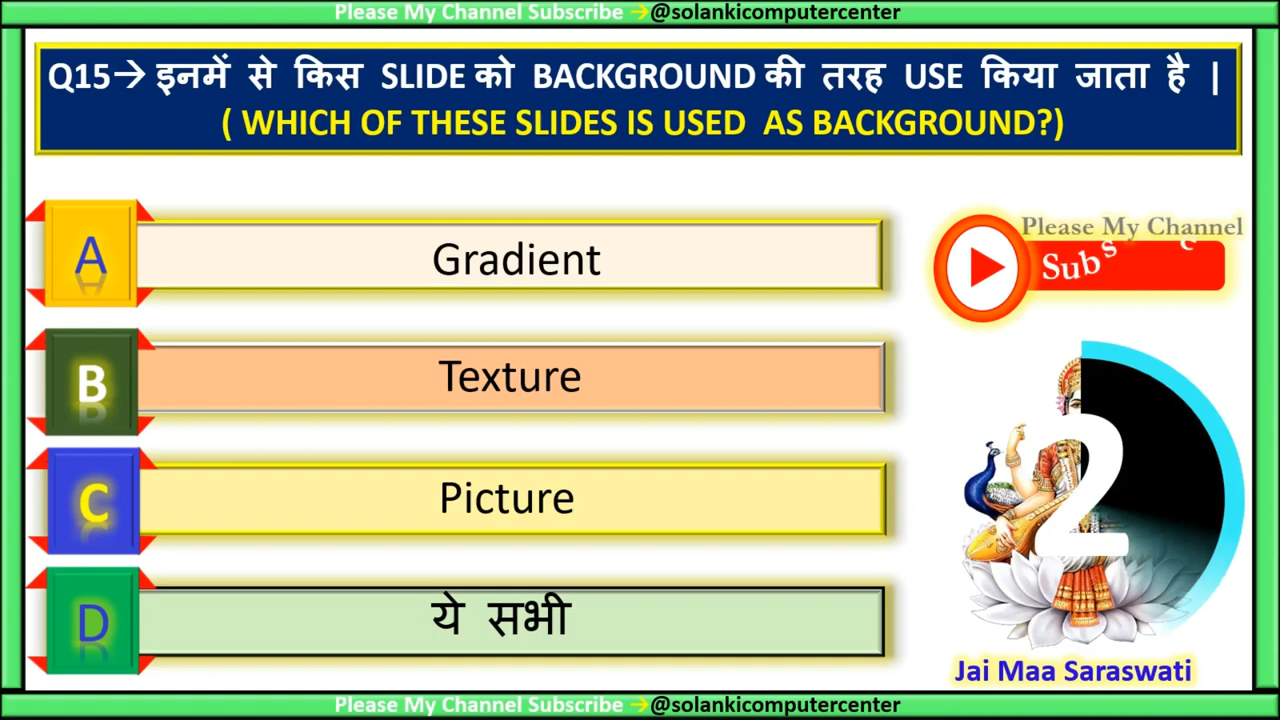 Please My Channel Subscribe →@solankicomputercenter
Q15→ इनमें से किस SLIDE को BACKGROUND की तरह USE किया जाता है |
( WHICH OF THESE SLIDES IS USED AS BACKGROUND?)
A
Gradient
Please My Channel
Subs c
B
Texture
C
Picture
2
D
ये सभी
Jai Maa Saraswati
Please My Channel Subscribe →@solankicomputercenter